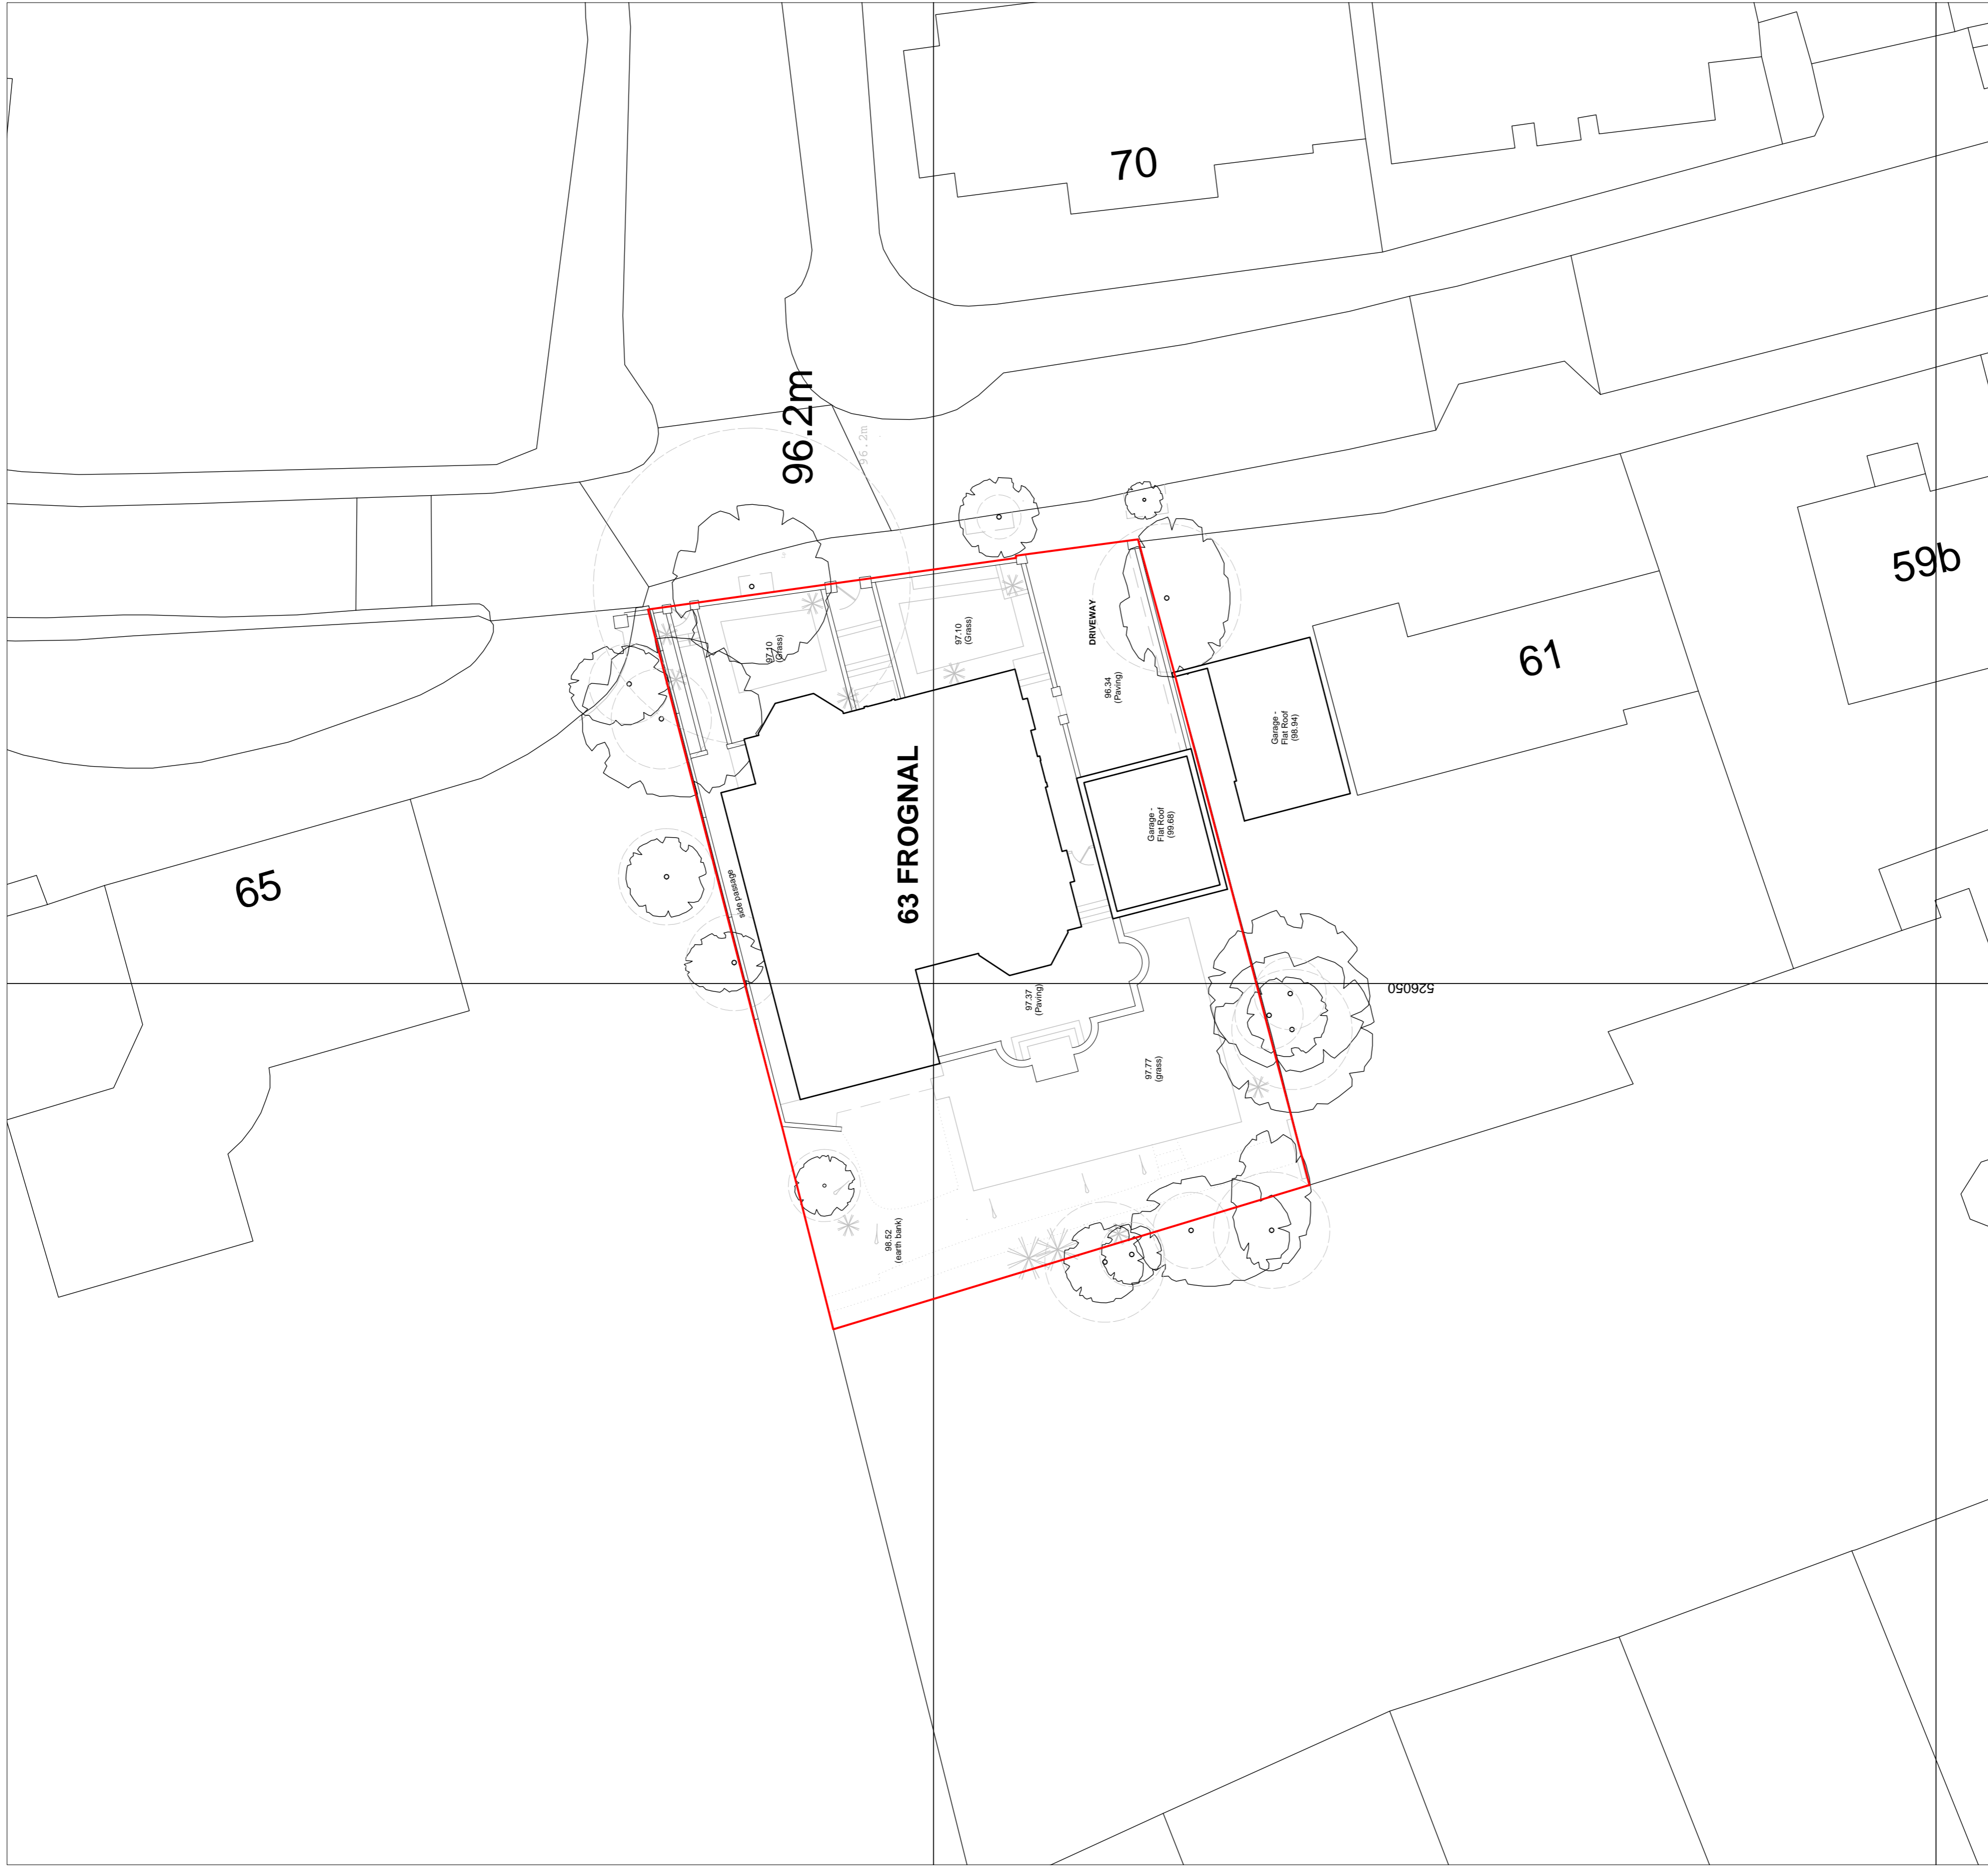 70
96.2m
96.2m
59b
DRIVEWAY
97.10
(Grass)
97.10
(Grass)
61
96.34
(Paving)
Garage -
Flat Roof
(98.94)
63 FROGNAL
Garage -
Flat Roof
(99.68)
65
side passage
526050
97.37
(Paving)
97.77
(grass)
98.52
(earth bank)